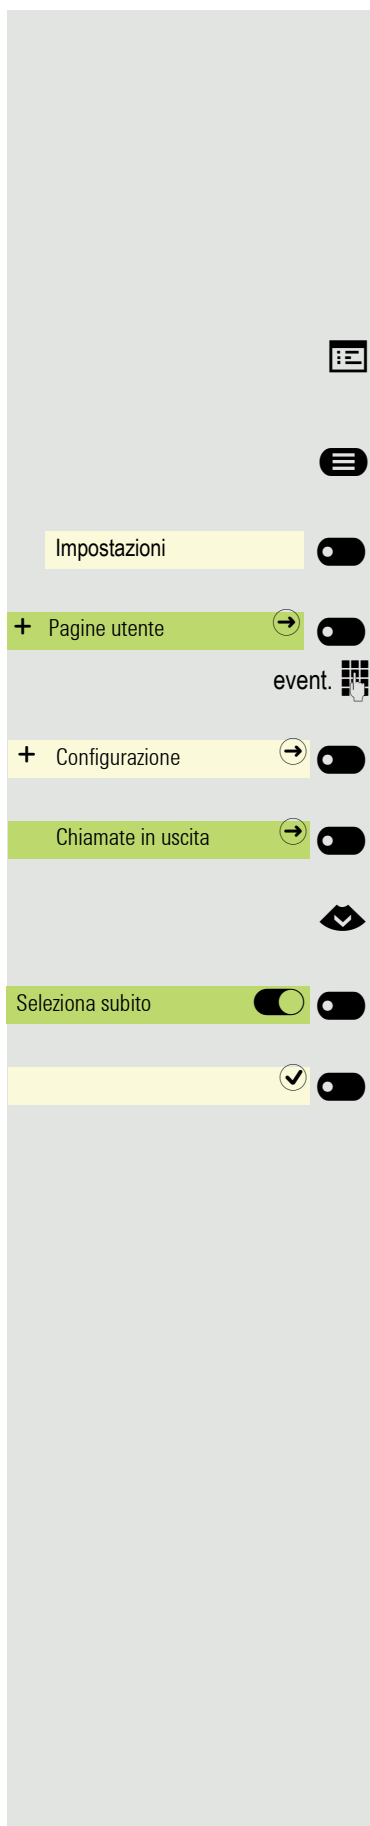 Impostazioni
+ Pagine utente
event.
+ Configurazione
Chiamate in uscita
Seleziona subito